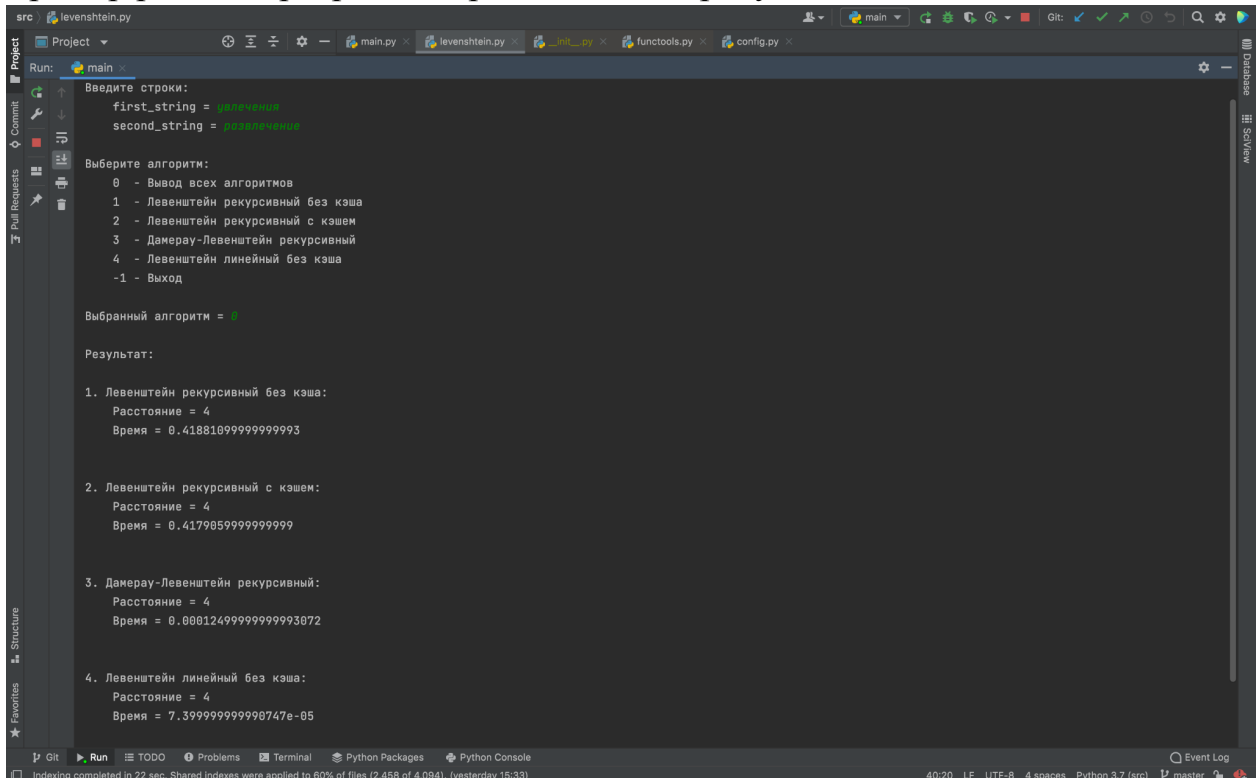 src levenshtein.py
main
Git:
Project
main.py
levenshtein.py
__init__.py
functools.py
config.py
Run: main
Введите строки:
first_string = увлечения
second_string = развлечение
Выберите алгоритм:
0 - Вывод всех алгоритмов
1 - Левенштейн рекурсивный без кэша
2 - Левенштейн рекурсивный с кэшем
3 - Дамерау-Левенштейн рекурсивный
4 - Левенштейн линейный без кэша
-1 - Выход
Выбранный алгоритм = 0
Результат:
1. Левенштейн рекурсивный без кэша:
Расстояние = 4
Время = 0.41881099999999993
2. Левенштейн рекурсивный с кэшем:
Расстояние = 4
Время = 0.4179059999999999
3. Дамерау-Левенштейн рекурсивный:
Расстояние = 4
Время = 0.00012499999999993072
4. Левенштейн линейный без кэша:
Расстояние = 4
Время = 7.399999999990747e-05
Project
Commit
Pull Requests
Structure
Favorites
Database
SciView
Git Run TODO Problems Terminal Python Packages Python Console Event Log
Indexing completed in 22 sec. Shared indexes were applied to 60% of files (2,458 of 4,094). (yesterday 15:33) 40:20 LF UTF-8 4 spaces Python 3.7 (src) master